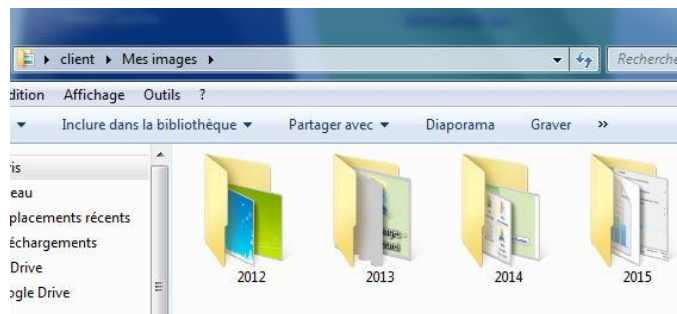 client Mes images Recherche
dition Affichage Outils ?
Inclure dans la bibliothèque Partager avec Diaporama Graver »
ris
eau
placements récents
échargements
Drive
ogle Drive
2012 2013 2014 2015